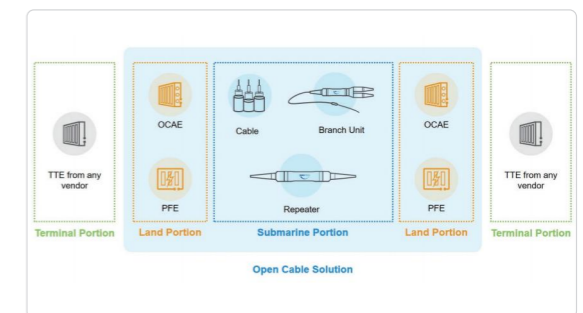 OCAE
Cable
Branch Unit
OCAE
TTE from any
vendor
PFE
Repeater
PFE
TTE from any
vendor
Terminal Portion
Land Portion
Submarine Portion
Land Portion
Terminal Portion
Open Cable Solution